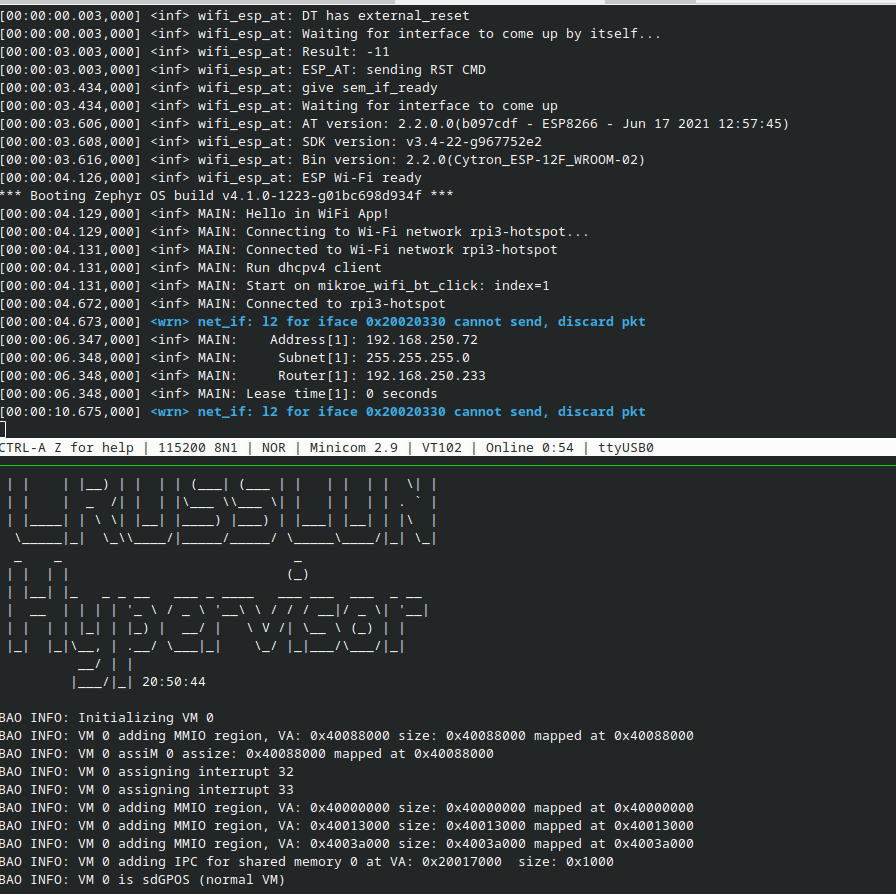 [00:00:00.003,000] <inf> wifi_esp_at: DT has external_reset
[00:00:00.003,000] <inf> wifi_esp_at: Waiting for interface to come up by itself...
[00:00:03.003,000] <inf> wifi_esp_at: Result: -11
[00:00:03.003,000] <inf> wifi_esp_at: ESP_AT: sending RST CMD
[00:00:03.434,000] <inf> wifi_esp_at: give sem_if_ready
[00:00:03.434,000] <inf> wifi_esp_at: Waiting for interface to come up
[00:00:03.606,000] <inf> wifi_esp_at: AT version: 2.2.0.0(b097cdf - ESP8266 - Jun 17 2021 12:57:45)
[00:00:03.608,000] <inf> wifi_esp_at: SDK version: v3.4-22-g967752e2
[00:00:03.616,000] <inf> wifi_esp_at: Bin version: 2.2.0(Cytron_ESP-12F_WROOM-02)
[00:00:04.126,000] <inf> wifi_esp_at: ESP Wi-Fi ready
*** Booting Zephyr OS build v4.1.0-1223-g01bc698d934f ***
[00:00:04.129,000] <inf> MAIN: Hello in WiFi App!
[00:00:04.129,000] <inf> MAIN: Connecting to Wi-Fi network rpi3-hotspot...
[00:00:04.131,000] <inf> MAIN: Connected to Wi-Fi network rpi3-hotspot
[00:00:04.131,000] <inf> MAIN: Run dhcpv4 client
[00:00:04.131,000] <inf> MAIN: Start on mikroe_wifi_bt_click: index=1
[00:00:04.672,000] <inf> MAIN: Connected to rpi3-hotspot
[00:00:04.673,000] <wrn> net_if: l2 for iface 0x20020330 cannot send, discard pkt
[00:00:06.347,000] <inf> MAIN:    Address[1]: 192.168.250.72
[00:00:06.348,000] <inf> MAIN:     Subnet[1]: 255.255.255.0
[00:00:06.348,000] <inf> MAIN:     Router[1]: 192.168.250.233
[00:00:06.348,000] <inf> MAIN: Lease time[1]: 0 seconds
[00:00:10.675,000] <wrn> net_if: l2 for iface 0x20020330 cannot send, discard pkt
CTRL-A Z for help | 115200 8N1 | NOR | Minicom 2.9 | VT102 | Online 0:54 | ttyUSB0
Hypervisor
20:50:44
BAO INFO: Initializing VM 0
BAO INFO: VM 0 adding MMIO region, VA: 0x40088000 size: 0x40088000 mapped at 0x40088000
BAO INFO: VM 0 assiM 0 assize: 0x40088000 mapped at 0x40088000
BAO INFO: VM 0 assigning interrupt 32
BAO INFO: VM 0 assigning interrupt 33
BAO INFO: VM 0 adding MMIO region, VA: 0x40000000 size: 0x40000000 mapped at 0x40000000
BAO INFO: VM 0 adding MMIO region, VA: 0x40013000 size: 0x40013000 mapped at 0x40013000
BAO INFO: VM 0 adding MMIO region, VA: 0x4003a000 size: 0x4003a000 mapped at 0x4003a000
BAO INFO: VM 0 adding IPC for shared memory 0 at VA: 0x20017000  size: 0x1000
BAO INFO: VM 0 is sdGPOS (normal VM)